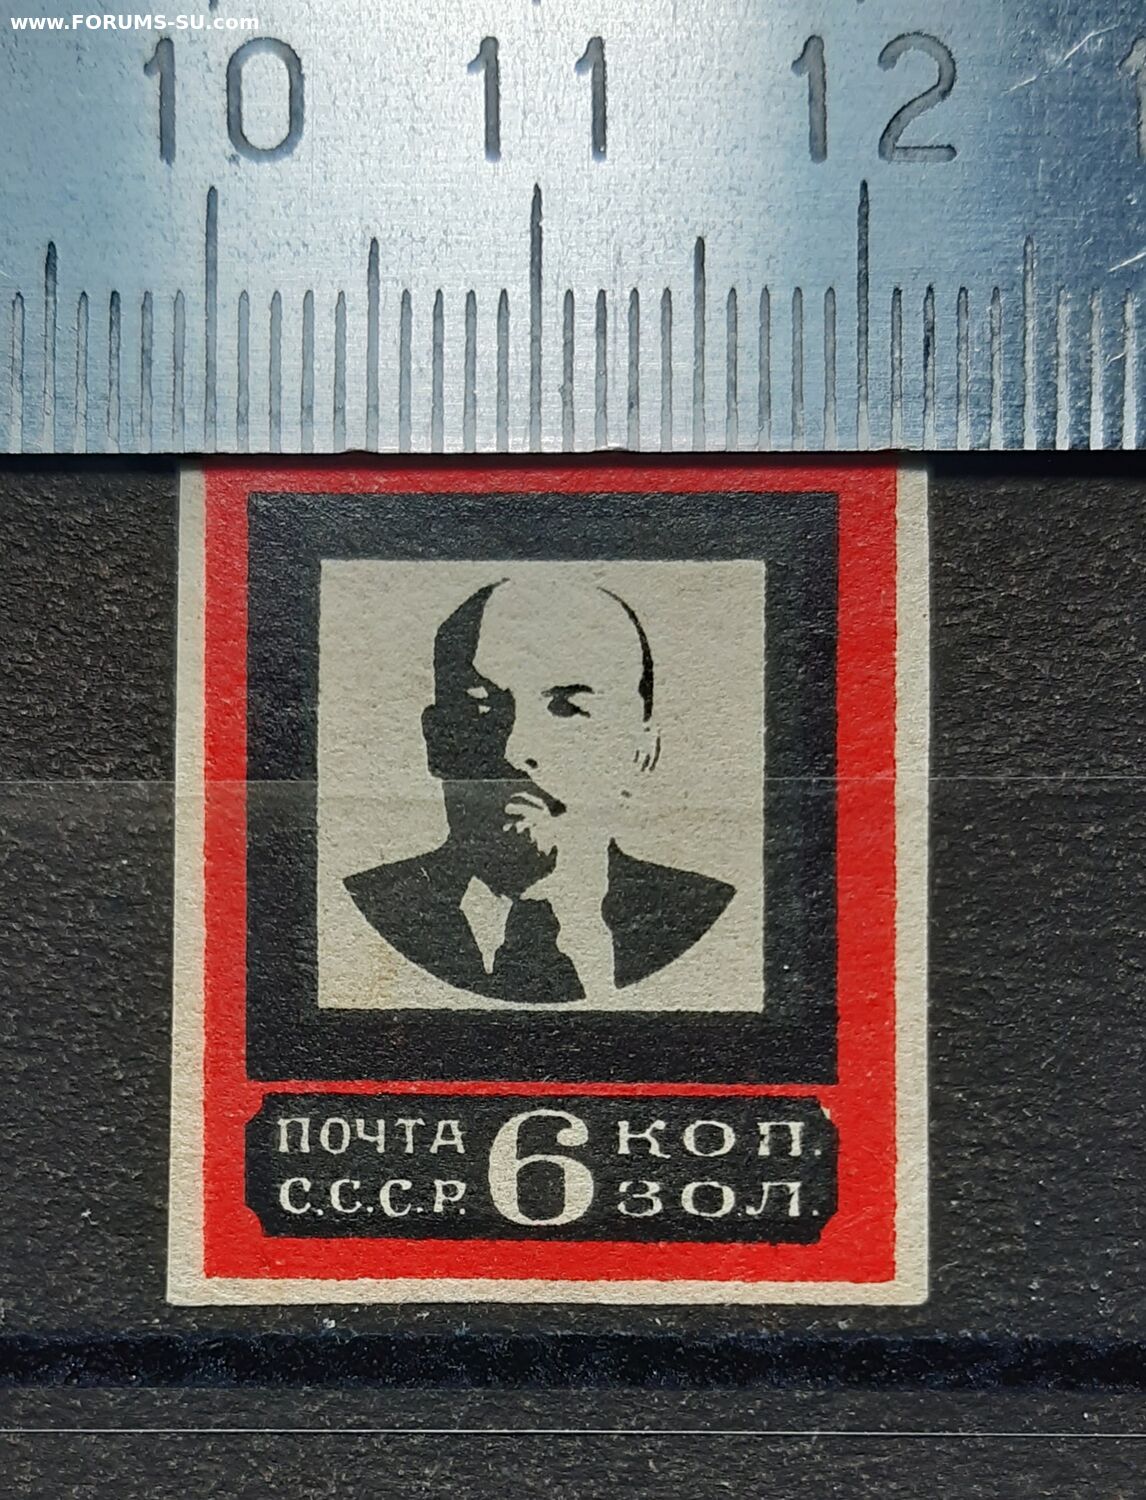 www.FORUMS-SU.com
10 11 12
ПОЧТА 6 КОП.
С.С.С.Р. ЗОЛ.